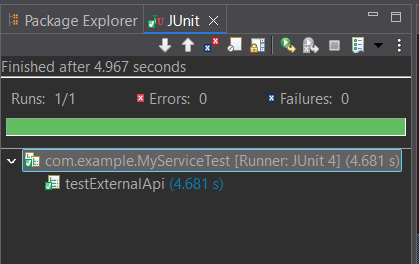 Package Explorer JUnit
Finished after 4.967 seconds
Runs: 1/1 Errors: 0 Failures: 0
com.example.MyServiceTest [Runner: JUnit 4] (4.681 s)
testExternalApi (4.681 s)